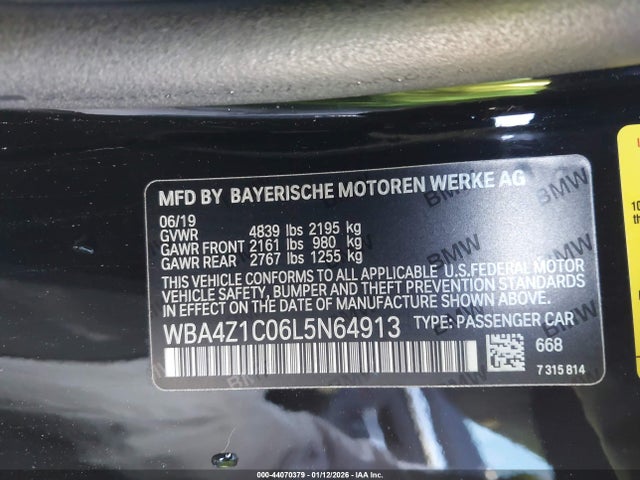 MFD BY BAYERISCHE MOTOREN WERKE AG
06/19
GVWR 4839 lbs 2195 kg
GAWR FRONT 2161 lbs 980 kg
GAWR REAR 2767 lbs 1255 kg
THIS VEHICLE CONFORMS TO ALL APPLICABLE U.S.FEDERAL MOTOR
VEHICLE SAFETY, BUMPER AND THEFT PREVENTION STANDARDS
IN EFFECT ON THE DATE OF MANUFACTURE SHOWN ABOVE.
WBA4Z1C06L5N64913 TYPE: PASSENGER CAR
668
7 315 814
000-44070379 - 01/12/2026 - IAA Inc.